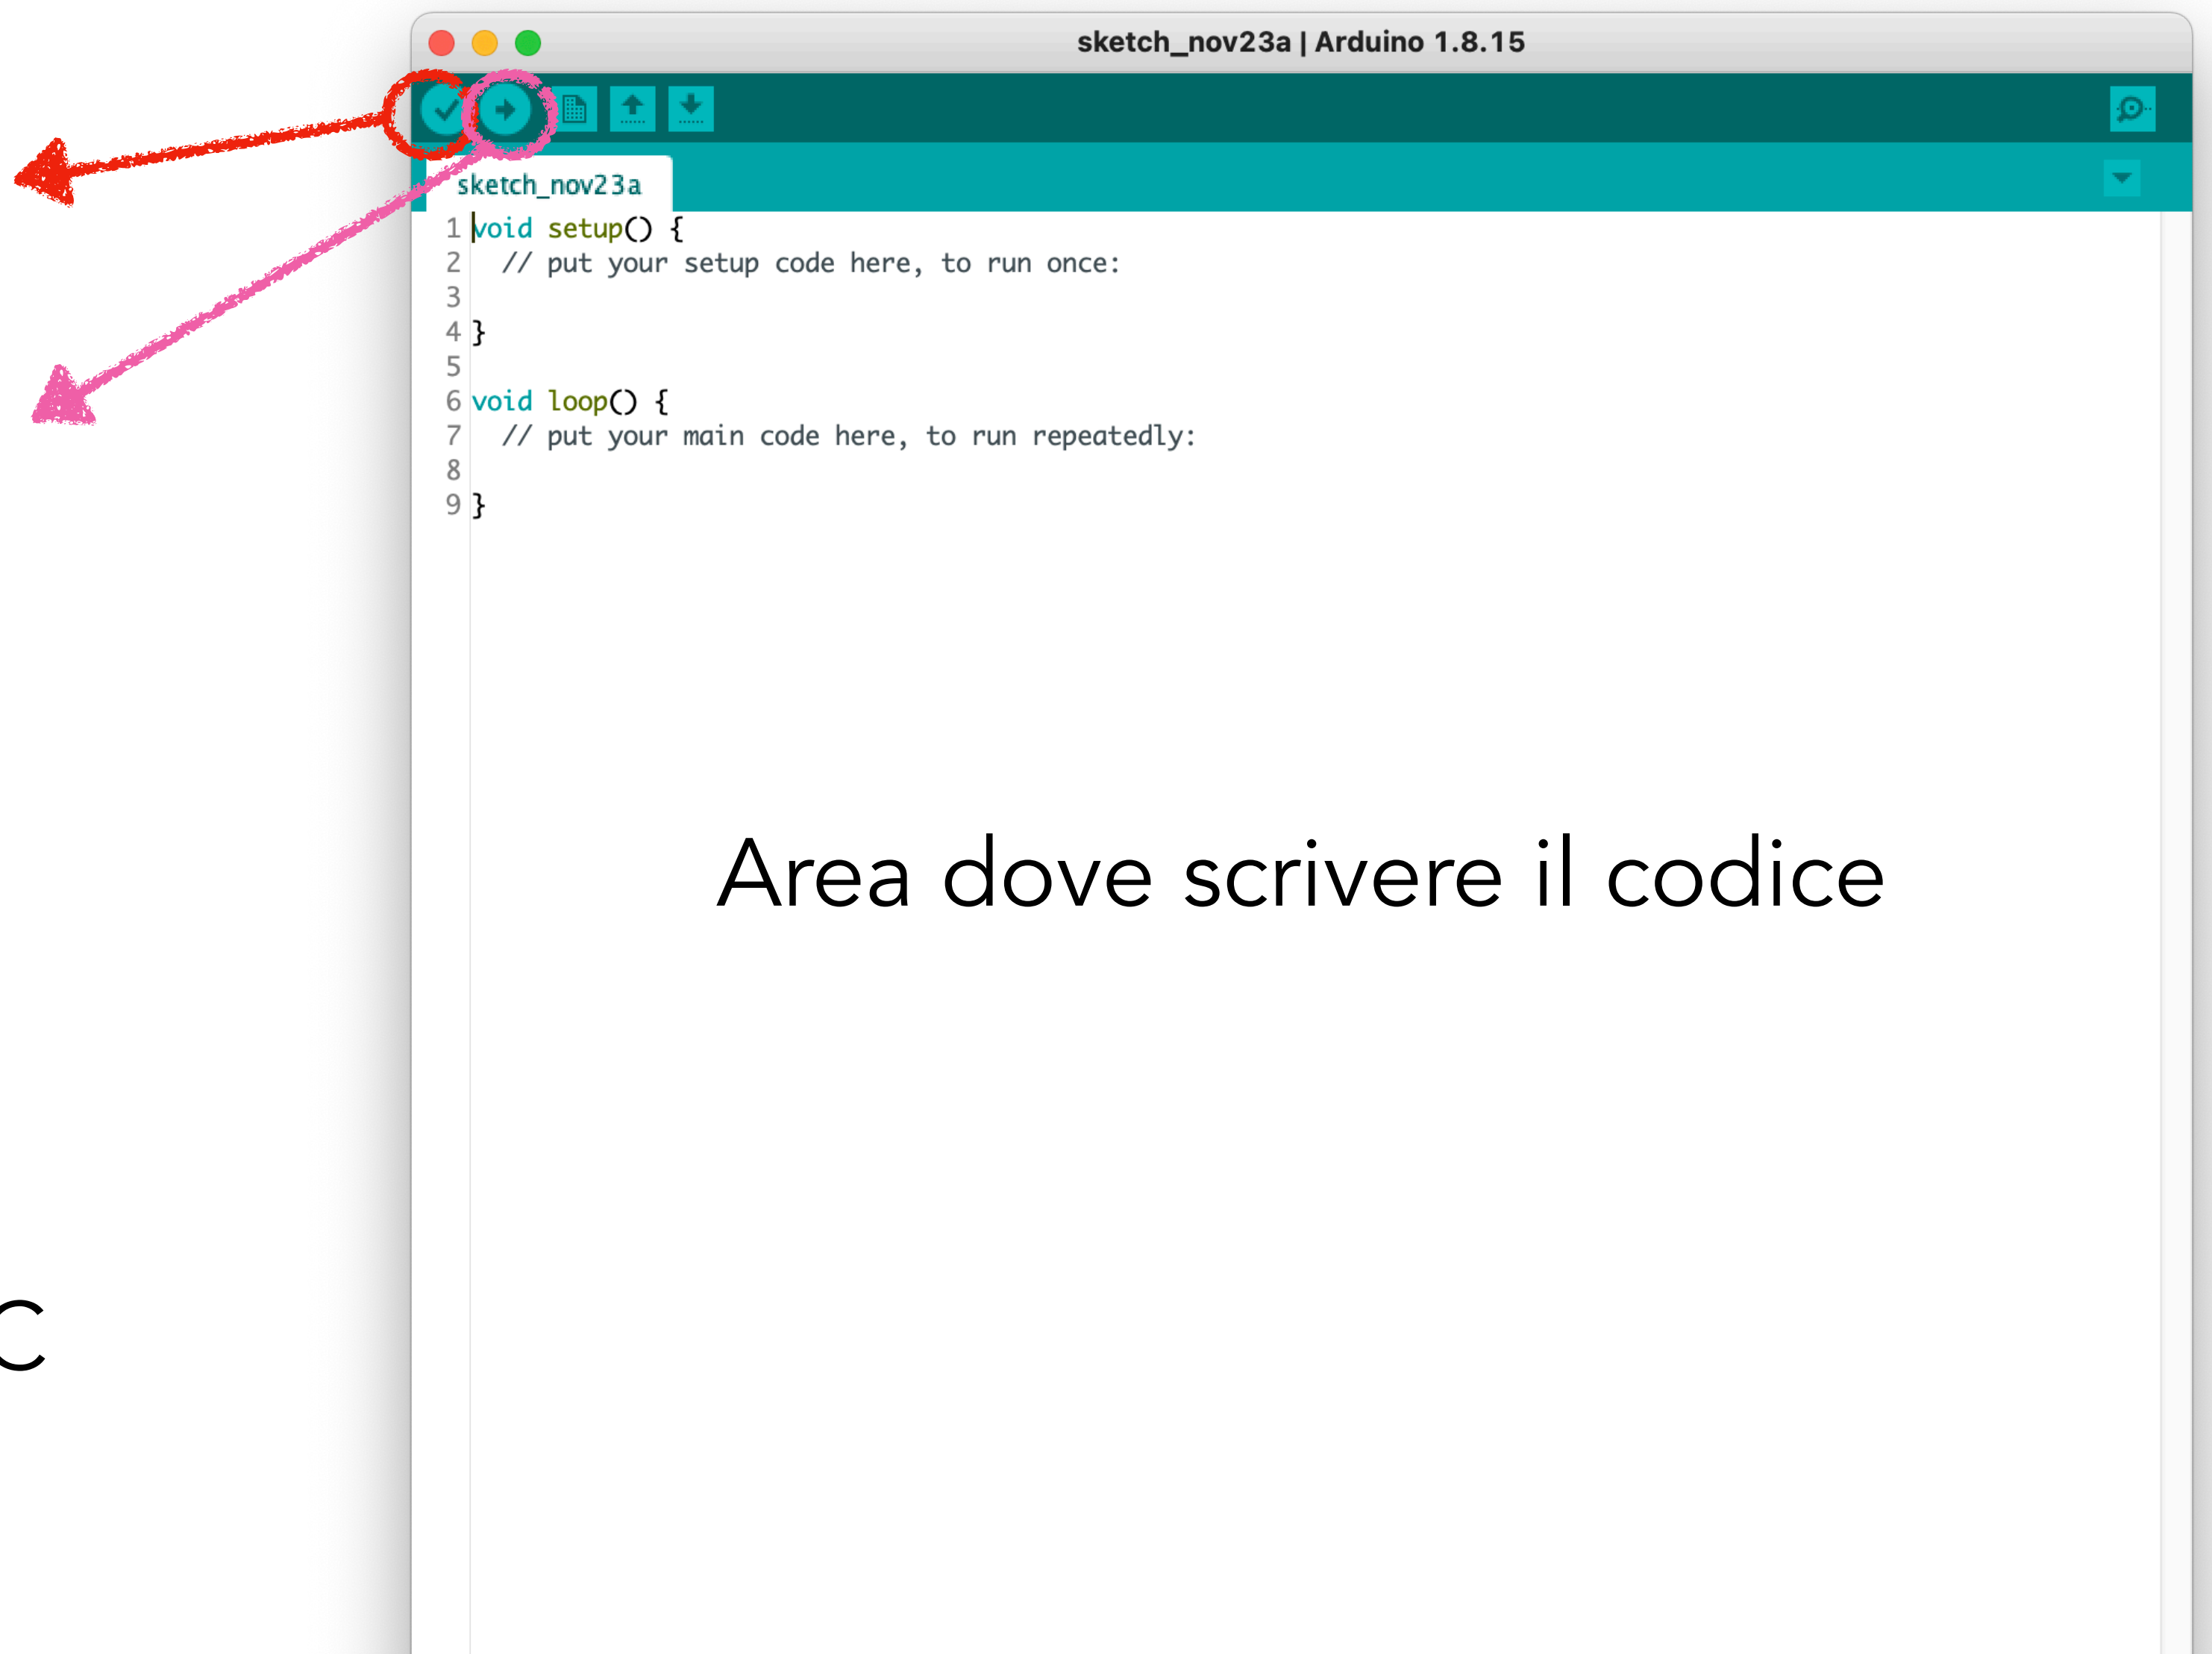 sketch_nov23a | Arduino 1.8.15
sketch_nov23a
1 void setup() {
2   // put your setup code here, to run once:
3
4 }
5
6 void loop() {
7   // put your main code here, to run repeatedly:
8
9 }
Area dove scrivere il codice
C